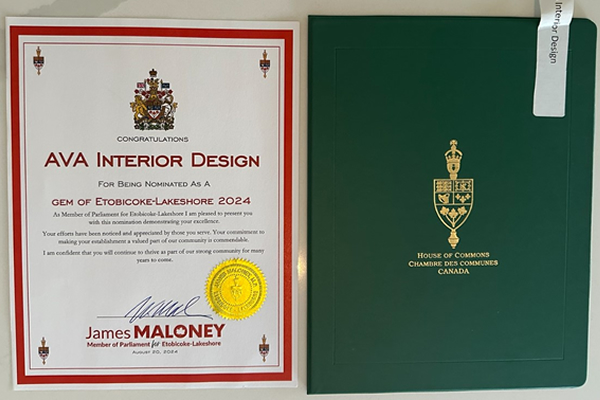 CONGRATULATIONS
AVA INTERIOR DESIGN
FOR BEING NOMINATED AS A
GEM OF ETOBICOKE-LAKESHORE 2024
As Member of Parliament for Etobicoke-Lakeshore I am pleased to present you
with this nomination demonstrating your excellence.
Your efforts have been noticed and appreciated by those you serve. Your commitment to
making your establishment a valued part of our community is commendable.
I am confident that you will continue to thrive as part of our strong community for many
years to come.
James MALONEY
Member of Parliament for Etobicoke-Lakeshore
AUGUST 20, 2024
Interior Design
HOUSE OF COMMONS
CHAMBRE DES COMMUNES
CANADA